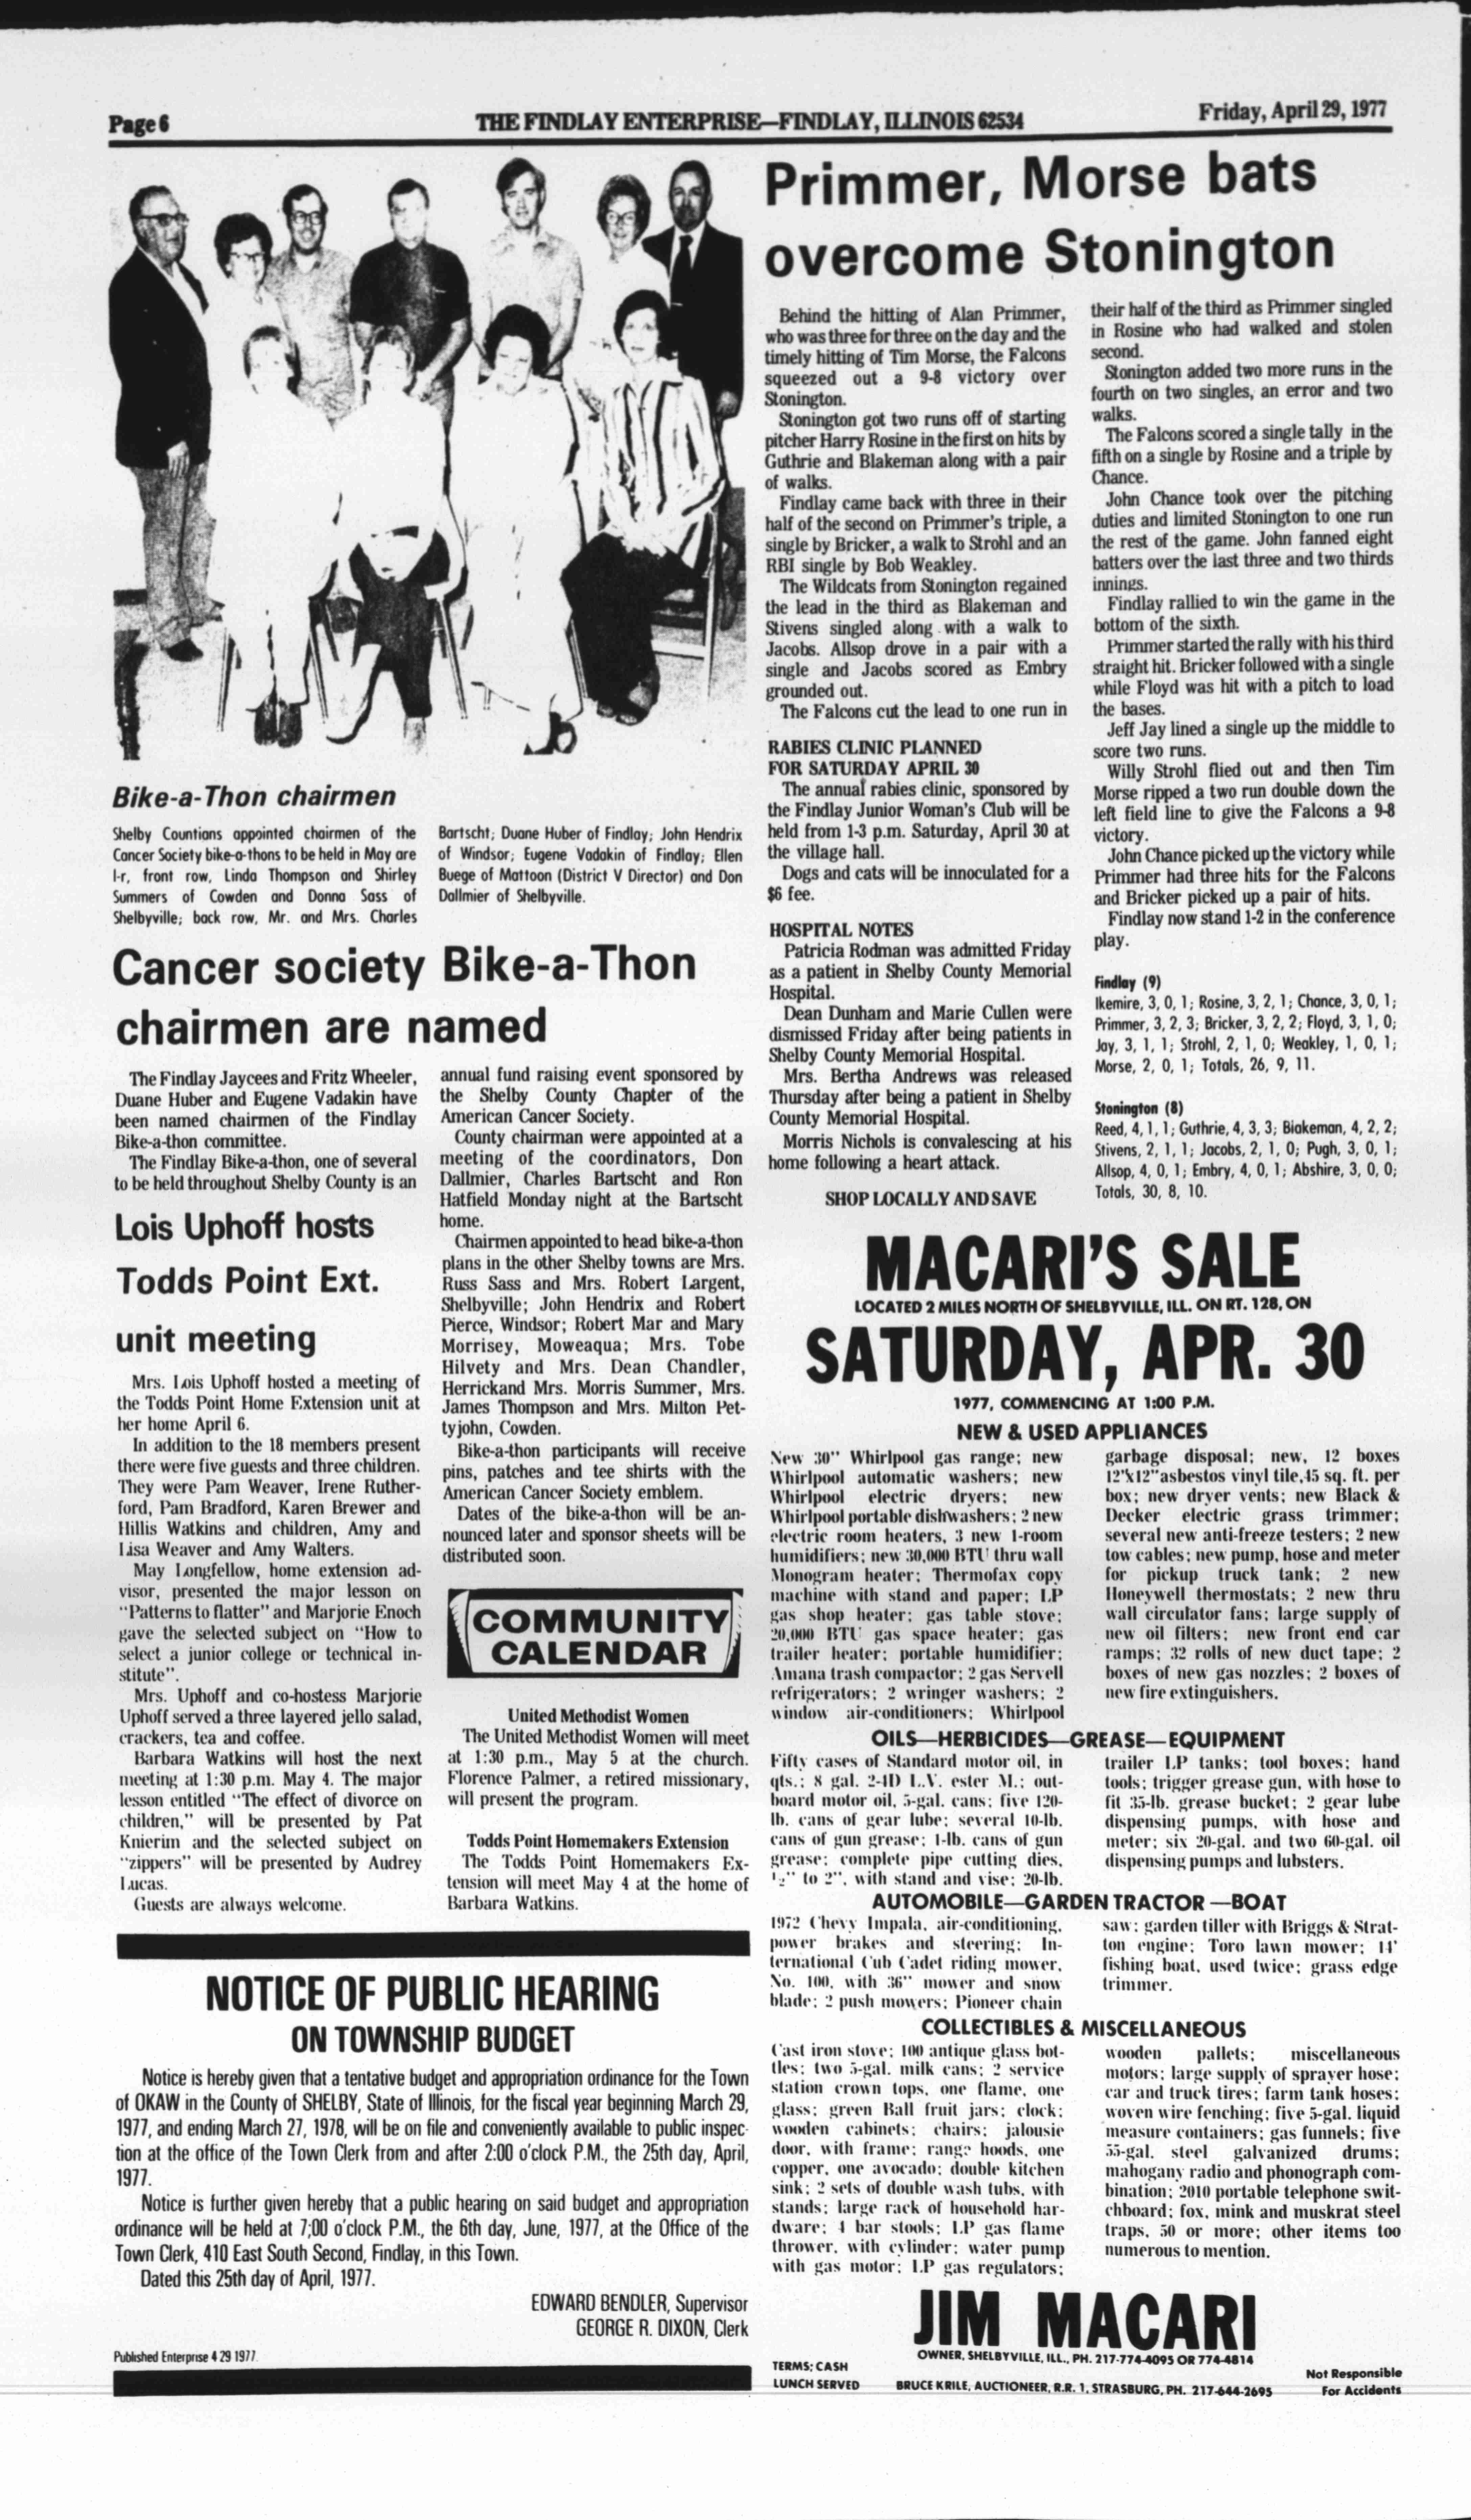 Page 6
THE FINDLAY ENTERPRISE—FINDLAY, ILLINOIS 62534
Friday, April 29, 1977
Bike-a-Thon chairmen
Shelby Countians appointed chairmen of the
Cancer Society bike-a-thons to be held in May are
l-r, front row, Linda Thompson and Shirley
Summers of Cowden and Donna Sass of
Shelbyville; back row, Mr. and Mrs. Charles
Bartscht; Duane Huber of Findlay; John Hendrix
of Windsor; Eugene Vadakin of Findlay; Ellen
Buege of Mattoon (District V Director) and Don
Dallmier of Shelbyville.
Cancer society Bike-a-Thon
chairmen are named
The Findlay Jaycees and Fritz Wheeler,
Duane Huber and Eugene Vadakin have
been named chairmen of the Findlay
Bike-a-thon committee.
The Findlay Bike-a-thon, one of several
to be held throughout Shelby County is an
annual fund raising event sponsored by
the Shelby County Chapter of the
American Cancer Society.
County chairman were appointed at a
meeting of the coordinators, Don
Dallmier, Charles Bartscht and Ron
Hatfield Monday night at the Bartscht
home.
Chairmen appointed to head bike-a-thon
plans in the other Shelby towns are Mrs.
Russ Sass and Mrs. Robert Largent,
Shelbyville; John Hendrix and Robert
Pierce, Windsor; Robert Mar and Mary
Morrisey, Moweaqua; Mrs. Tobe
Hilvety and Mrs. Dean Chandler,
Herrickand Mrs. Morris Summer, Mrs.
James Thompson and Mrs. Milton Pet-
tyjohn, Cowden.
Bike-a-thon participants will receive
pins, patches and tee shirts with the
American Cancer Society emblem.
Dates of the bike-a-thon will be an-
nounced later and sponsor sheets will be
distributed soon.
Lois Uphoff hosts
Todds Point Ext.
unit meeting
Mrs. Lois Uphoff hosted a meeting of
the Todds Point Home Extension unit at
her home April 6.
In addition to the 18 members present
there were five guests and three children.
They were Pam Weaver, Irene Ruther-
ford, Pam Bradford, Karen Brewer and
Hillis Watkins and children, Amy and
Lisa Weaver and Amy Walters.
May Longfellow, home extension ad-
visor, presented the major lesson on
"Patterns to flatter" and Marjorie Enoch
gave the selected subject on "How to
select a junior college or technical in-
stitute".
Mrs. Uphoff and co-hostess Marjorie
Uphoff served a three layered jello salad,
crackers, tea and coffee.
Barbara Watkins will host the next
meeting at 1:30 p.m. May 4. The major
lesson entitled "The effect of divorce on
children," will be presented by Pat
Knierim and the selected subject on
"zippers" will be presented by Audrey
Lucas.
Guests are always welcome.
COMMUNITY
CALENDAR
United Methodist Women
The United Methodist Women will meet
at 1:30 p.m., May 5 at the church.
Florence Palmer, a retired missionary,
will present the program.
Todds Point Homemakers Extension
The Todds Point Homemakers Ex-
tension will meet May 4 at the home of
Barbara Watkins.
NOTICE OF PUBLIC HEARING
ON TOWNSHIP BUDGET
Notice is hereby given that a tentative budget and appropriation ordinance for the Town
of OKAW in the County of SHELBY, State of Illinois, for the fiscal year beginning March 29,
1977, and ending March 27, 1978, will be on file and conveniently available to public inspec-
tion at the office of the Town Clerk from and after 2:00 o'clock P.M., the 25th day, April,
1977.
Notice is further given hereby that a public hearing on said budget and appropriation
ordinance will be held at 7;00 o'clock P.M., the 6th day, June, 1977, at the Office of the
Town Clerk, 410 East South Second, Findlay, in this Town.
Dated this 25th day of April, 1977.
EDWARD BENDLER, Supervisor
GEORGE R. DIXON, Clerk
Published Enterprise 4 29 1977
Primmer, Morse bats
overcome Stonington
Behind the hitting of Alan Primmer,
who was three for three on the day and the
timely hitting of Tim Morse, the Falcons
squeezed out a 9-8 victory over
Stonington.
Stonington got two runs off of starting
pitcher Harry Rosine in the first on hits by
Guthrie and Blakeman along with a pair
of walks.
Findlay came back with three in their
half of the second on Primmer's triple, a
single by Bricker, a walk to Strohl and an
RBI single by Bob Weakley.
The Wildcats from Stonington regained
the lead in the third as Blakeman and
Stivens singled along with a walk to
Jacobs. Allsop drove in a pair with a
single and Jacobs scored as Embry
grounded out.
The Falcons cut the lead to one run in
their half of the third as Primmer singled
in Rosine who had walked and stolen
second.
Stonington added two more runs in the
fourth on two singles, an error and two
walks.
The Falcons scored a single tally in the
fifth on a single by Rosine and a triple by
Chance.
John Chance took over the pitching
duties and limited Stonington to one run
the rest of the game. John fanned eight
batters over the last three and two thirds
innings.
Findlay rallied to win the game in the
bottom of the sixth.
Primmer started the rally with his third
straight hit. Bricker followed with a single
while Floyd was hit with a pitch to load
the bases.
Jeff Jay lined a single up the middle to
score two runs.
Willy Strohl flied out and then Tim
Morse ripped a two run double down the
left field line to give the Falcons a 9-8
victory.
John Chance picked up the victory while
Primmer had three hits for the Falcons
and Bricker picked up a pair of hits.
Findlay now stand 1-2 in the conference
play.
Findlay (9)
Ikemire, 3, 0, 1; Rosine, 3, 2, 1; Chance, 3, 0, 1;
Primmer, 3, 2, 3; Bricker, 3, 2, 2; Floyd, 3, 1, 0;
Jay, 3, 1, 1; Strohl, 2, 1, 0; Weakley, 1, 0, 1;
Morse, 2, 0, 1; Totals, 26, 9, 11.
Stonington (8)
Reed, 4, 1, 1; Guthrie, 4, 3, 3; Blakeman, 4, 2, 2;
Stivens, 2, 1, 1; Jacobs, 2, 1, 0; Pugh, 3, 0, 1;
Allsop, 4, 0, 1; Embry, 4, 0, 1; Abshire, 3, 0, 0;
Totals, 30, 8, 10.
RABIES CLINIC PLANNED
FOR SATURDAY APRIL 30
The annual rabies clinic, sponsored by
the Findlay Junior Woman's Club will be
held from 1-3 p.m. Saturday, April 30 at
the village hall.
Dogs and cats will be innoculated for a
$6 fee.
HOSPITAL NOTES
Patricia Rodman was admitted Friday
as a patient in Shelby County Memorial
Hospital.
Dean Dunham and Marie Cullen were
dismissed Friday after being patients in
Shelby County Memorial Hospital.
Mrs. Bertha Andrews was released
Thursday after being a patient in Shelby
County Memorial Hospital.
Morris Nichols is convalescing at his
home following a heart attack.
SHOP LOCALLY AND SAVE
MACARI'S SALE
LOCATED 2 MILES NORTH OF SHELBYVILLE, ILL. ON RT. 128, ON
SATURDAY, APR. 30
1977, COMMENCING AT 1:00 P.M.
NEW & USED APPLIANCES
New 30" Whirlpool gas range; new
Whirlpool automatic washers; new
Whirlpool electric dryers; new
Whirlpool portable dishwashers; 2 new
electric room heaters, 3 new 1-room
humidifiers; new 30,000 BTU thru wall
Monogram heater; Thermofax copy
machine with stand and paper; LP
gas shop heater; gas table stove;
20,000 BTU gas space heater; gas
trailer heater; portable humidifier;
Amana trash compactor; 2 gas Servell
refrigerators; 2 wringer washers; 2
window air-conditioners; Whirlpool
garbage disposal; new, 12 boxes
12'x12" asbestos vinyl tile, 45 sq. ft. per
box; new dryer vents; new Black &
Decker electric grass trimmer;
several new anti-freeze testers; 2 new
tow cables; new pump, hose and meter
for pickup truck tank; 2 new
Honeywell thermostats; 2 new thru
wall circulator fans; large supply of
new oil filters; new front end car
ramps; 32 rolls of new duct tape; 2
boxes of new gas nozzles; 2 boxes of
new fire extinguishers.
OILS—HERBICIDES—GREASE—EQUIPMENT
Fifty cases of Standard motor oil, in
qts.; 8 gal. 2-4D L.V. ester M.; out-
board motor oil, 5-gal. cans; five 120-
lb. cans of gear lube; several 10-lb.
cans of gun grease; 1-lb. cans of gun
grease; complete pipe cutting dies,
½" to 2", with stand and vise; 20-lb.
trailer LP tanks; tool boxes; hand
tools; trigger grease gun, with hose to
fit 35-lb. grease bucket; 2 gear lube
dispensing pumps, with hose and
meter; six 20-gal. and two 60-gal. oil
dispensing pumps and lubsters.
AUTOMOBILE—GARDEN TRACTOR—BOAT
1972 Chevy Impala, air-conditioning,
power brakes and steering; In-
ternational Cub Cadet riding mower,
No. 100, with 36" mower and snow
blade; 2 push mowers; Pioneer chain
saw; garden tiller with Briggs & Strat-
ton engine; Toro lawn mower; 14'
fishing boat, used twice; grass edge
trimmer.
COLLECTIBLES & MISCELLANEOUS
Cast iron stove; 100 antique glass bot-
tles; two 5-gal. milk cans; 2 service
station crown tops, one flame, one
glass; green Ball fruit jars; clock;
wooden cabinets; chairs; jalousie
door, with frame; range hoods, one
copper, one avocado; double kitchen
sink; 2 sets of double wash tubs, with
stands; large rack of household har-
dware; 4 bar stools; LP gas flame
thrower, with cylinder; water pump
with gas motor; LP gas regulators;
wooden pallets; miscellaneous
motors; large supply of sprayer hose;
car and truck tires; farm tank hoses;
woven wire fenching; five 5-gal. liquid
measure containers; gas funnels; five
55-gal. steel galvanized drums;
mahogany radio and phonograph com-
bination; 2010 portable telephone swit-
chboard; fox, mink and muskrat steel
traps, 50 or more; other items too
numerous to mention.
JIM MACARI
OWNER, SHELBYVILLE, ILL., PH. 217-774-4095 OR 774-4814
TERMS: CASH
LUNCH SERVED
BRUCE KRILE, AUCTIONEER, R.R. 1, STRASBURG, PH. 217-644-2695
Not Responsible
For Accidents